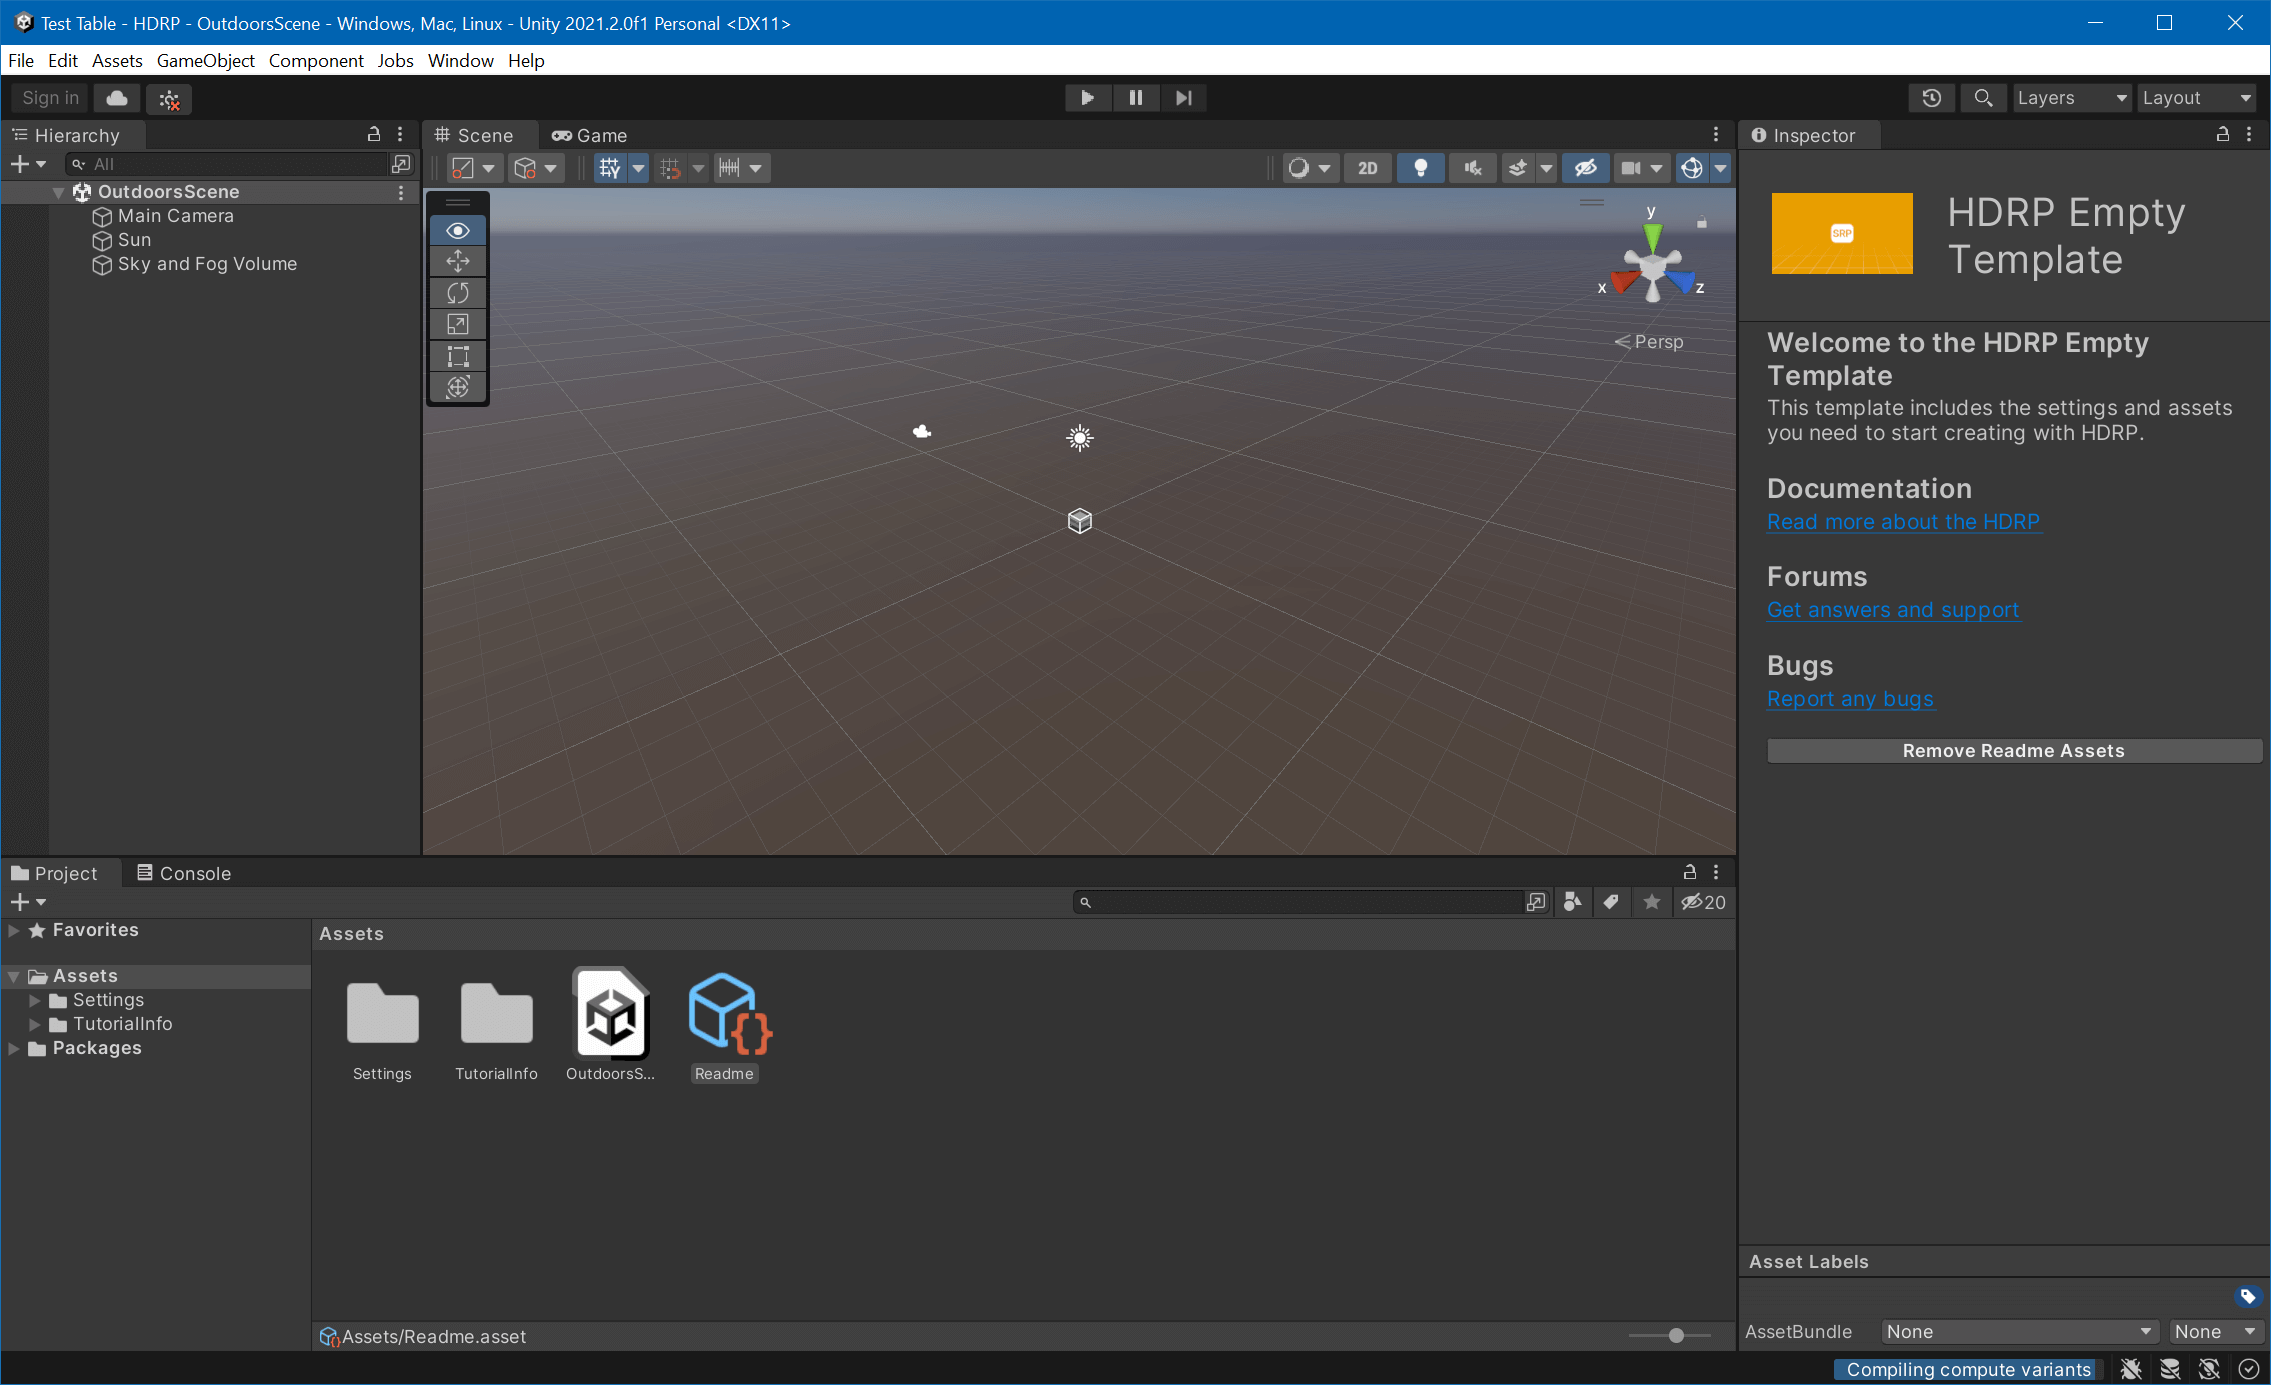 Test Table - HDRP - OutdoorsScene - Windows, Mac, Linux - Unity 2021.2.0f1 Personal <DX11>
File Edit Assets GameObject Component Jobs Window Help
Sign in
Layers
Layout
Hierarchy
All
OutdoorsScene
Main Camera
Sun
Sky and Fog Volume
Scene
Game
2D
y
x
z
Persp
Inspector
SRP
HDRP Empty
Template
Welcome to the HDRP Empty
Template
This template includes the settings and assets
you need to start creating with HDRP.
Documentation
Read more about the HDRP
Forums
Get answers and support
Bugs
Report any bugs
Remove Readme Assets
Project
Console
20
Favorites
Assets
Settings
TutorialInfo
Packages
Assets
Settings
TutorialInfo
OutdoorsS...
Readme
Assets/Readme.asset
Asset Labels
AssetBundle
None
None
Compiling compute variants